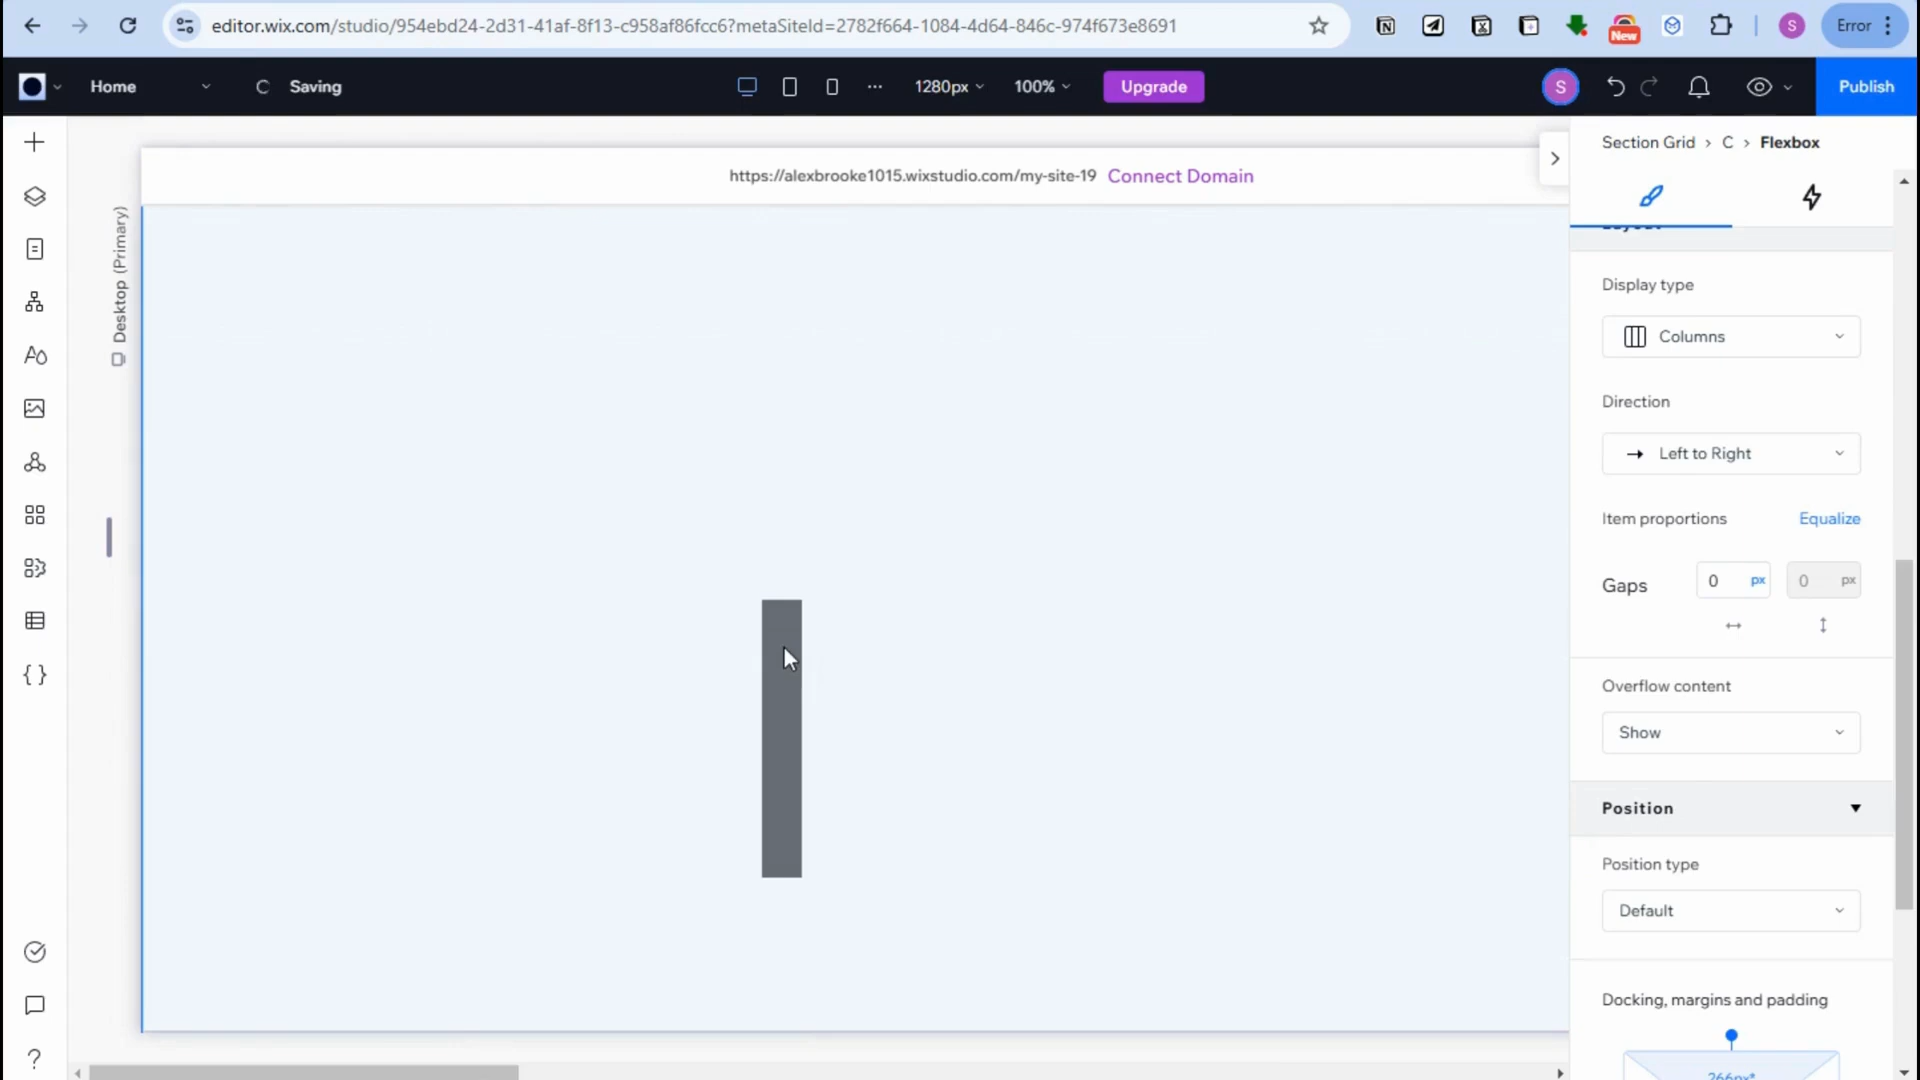 editor.wix.com/studio/954ebd24-2d31-41af-8f13-c958af86fcc6?metaSiteId=2782f664-1084-4d64-846c-974f673e8691
New
S
Error
Home
Saving
1280px
100%
Upgrade
S
Publish
https://alexbrooke1015.wixstudio.com/my-site-19 Connect Domain
Desktop (Primary)
Section Grid > C > Flexbox
Layout
Display type
Columns
Direction
Left to Right
Item proportions Equalize
Gaps 0 px 0 px
Overflow content
Show
Position
Position type
Default
Docking, margins and padding
266px*